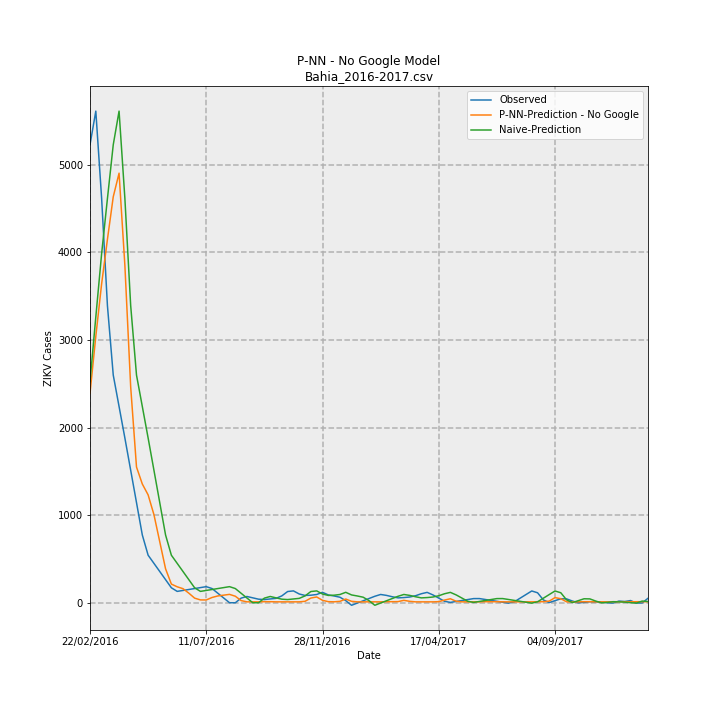 P-NN - No Google Model
Bahia_2016-2017.csv
Observed
P-NN-Prediction - No Google
Naive-Prediction
ZIKV Cases
5000
4000
3000
2000
1000
0
22/02/2016
11/07/2016
28/11/2016
17/04/2017
04/09/2017
Date